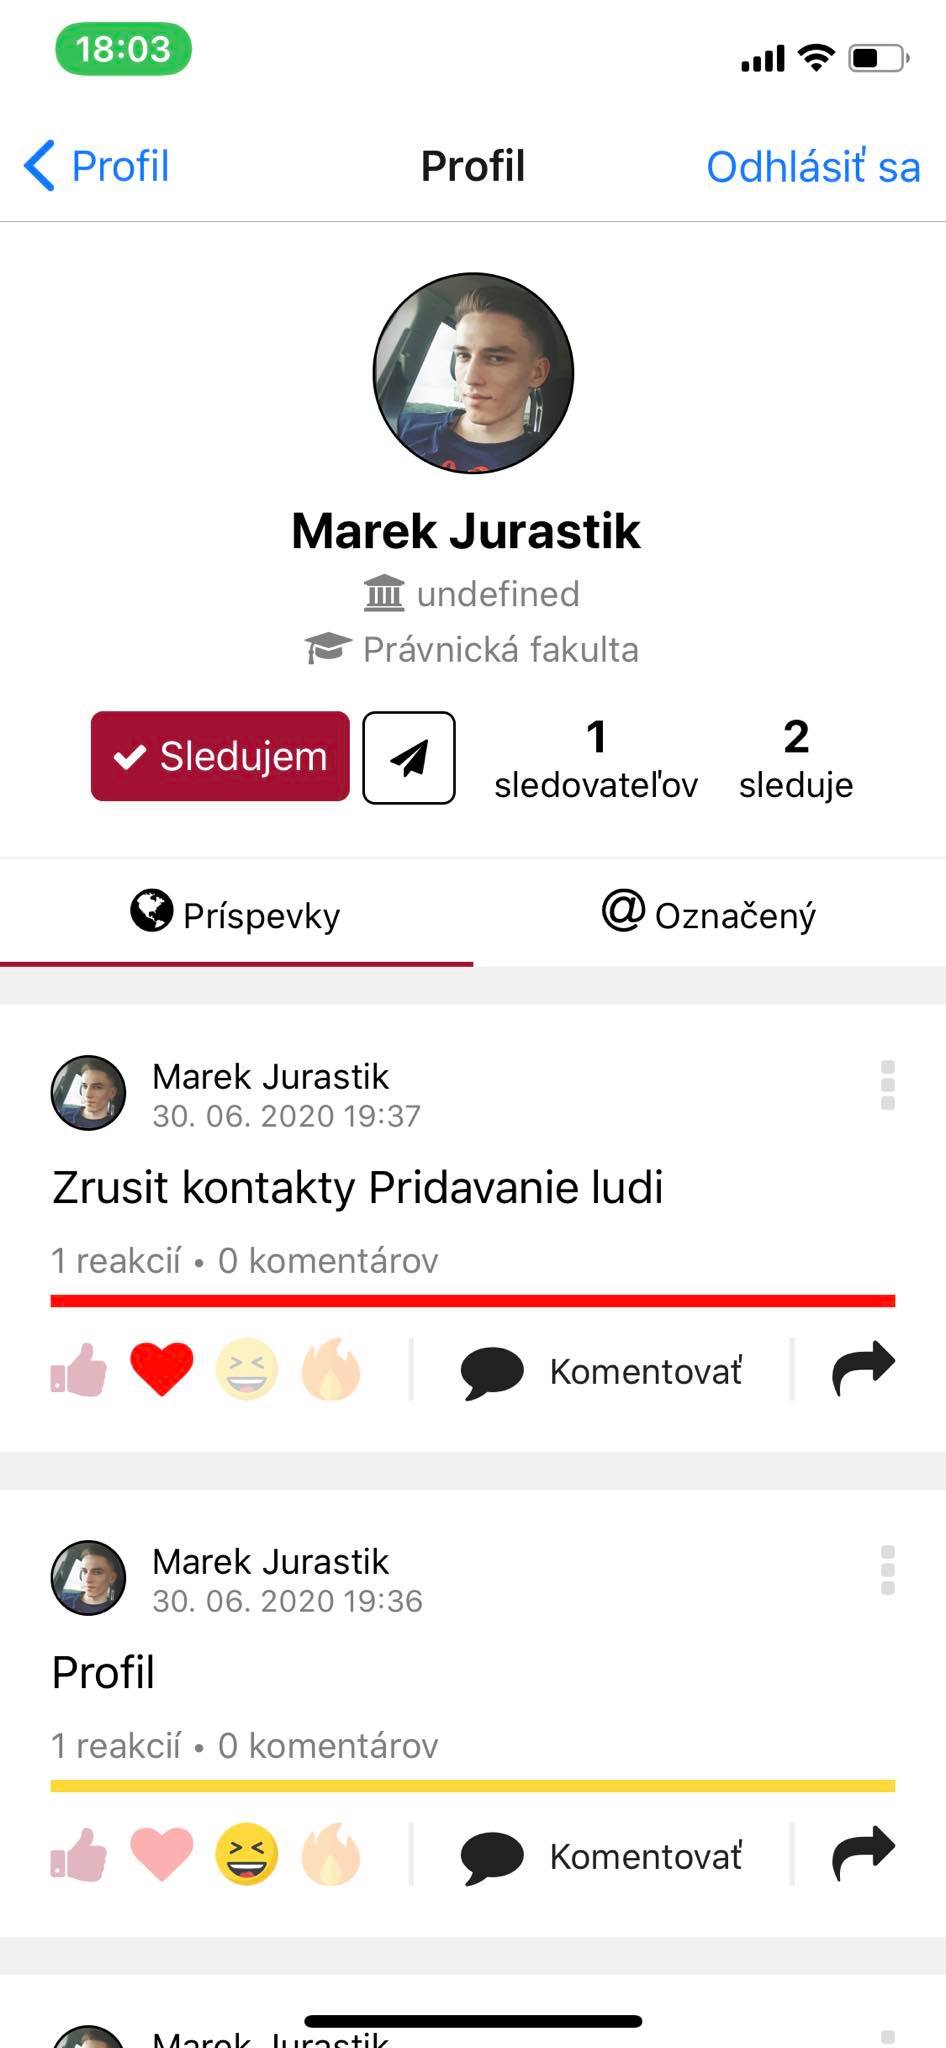 18:03
Profil
Profil
Odhlásiť sa
Marek Jurastik
undefined
Právnická fakulta
Sledujem
1
sledovateľov
2
sleduje
Príspevky
@ Označený
Marek Jurastik
30. 06. 2020 19:37
Zrusit kontakty Pridavanie ludi
1 reakcií • 0 komentárov
Komentovať
Marek Jurastik
30. 06. 2020 19:36
Profil
1 reakcií • 0 komentárov
Komentovať
Marek Jurastik